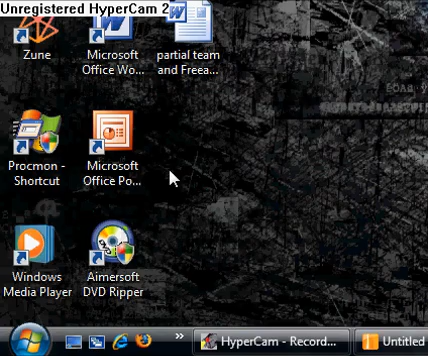 Unregistered HyperCam 2
Zune
Microsoft
Office Wo...
partial team
and Freea...
Procmon -
Shortcut
Microsoft
Office Po...
Windows
Media Player
Aimersoft
DVD Ripper
HyperCam - Record...
Untitled